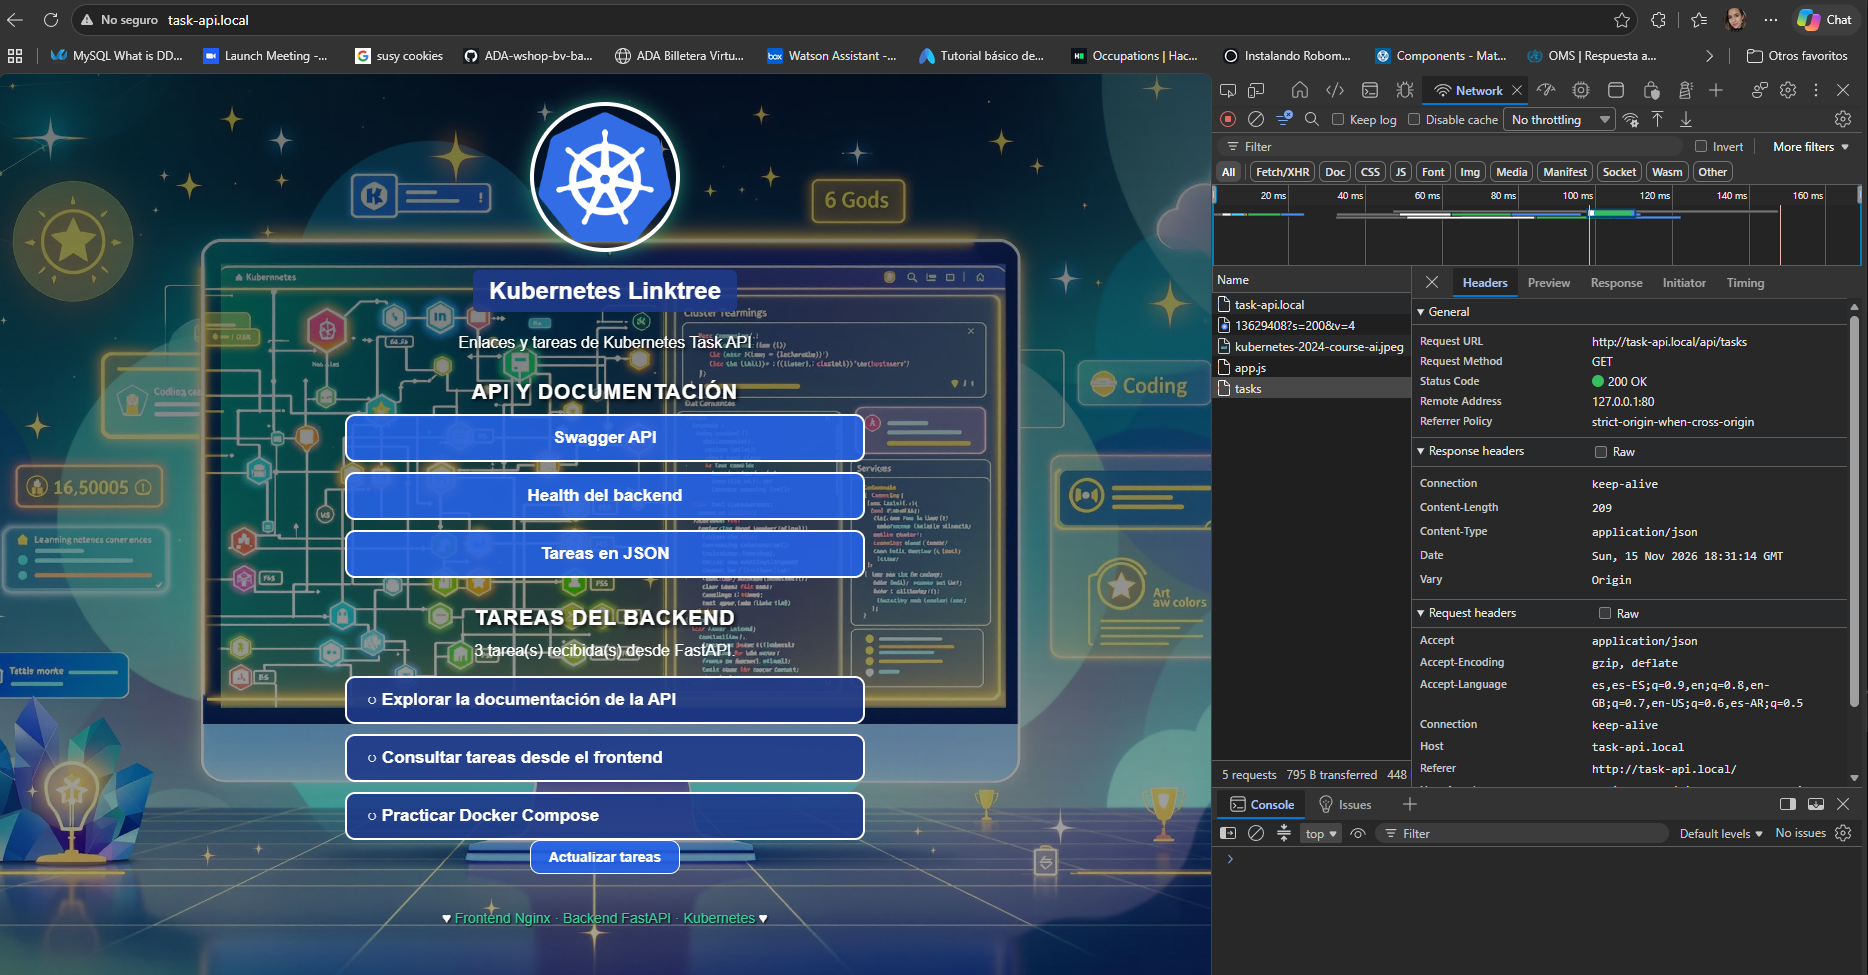 No seguro task-api.local
Chat
MySQL What is DD...
Launch Meeting -...
susy cookies
ADA-wshop-bv-ba...
ADA Billetera Virtu...
Watson Assistant -...
Tutorial básico de...
Occupations | Hac...
Instalando Robom...
Components - Mat...
OMS | Respuesta a...
Otros favoritos
6 Gods
Kubernnetes
Coding
16,50005
Learning noteres conerences
Tattle monke
Art
aw colors
Services
Kubernetes Linktree
Enlaces y tareas de Kubernetes Task API.
API Y DOCUMENTACIÓN
Swagger API
Health del backend
Tareas en JSON
TAREAS DEL BACKEND
3 tarea(s) recibida(s) desde FastAPI.
○ Explorar la documentación de la API
○ Consultar tareas desde el frontend
○ Practicar Docker Compose
Actualizar tareas
♥ Frontend Nginx · Backend FastAPI · Kubernetes ♥
Network
Keep log
Disable cache
No throttling
Filter
Invert
More filters
All Fetch/XHR Doc CSS JS Font Img Media Manifest Socket Wasm Other
20 ms 40 ms 60 ms 80 ms 100 ms 120 ms 140 ms 160 ms
Name
task-api.local
13629408?s=200&v=4
kubernetes-2024-course-ai.jpeg
app.js
tasks
5 requests 795 B transferred 448
Headers Preview Response Initiator Timing
General
Request URL http://task-api.local/api/tasks
Request Method GET
Status Code 200 OK
Remote Address 127.0.0.1:80
Referrer Policy strict-origin-when-cross-origin
Response headers Raw
Connection keep-alive
Content-Length 209
Content-Type application/json
Date Sun, 15 Nov 2026 18:31:14 GMT
Vary Origin
Request headers Raw
Accept application/json
Accept-Encoding gzip, deflate
Accept-Language es,es-ES;q=0.9,en;q=0.8,en-
GB;q=0.7,en-US;q=0.6,es-AR;q=0.5
Connection keep-alive
Host task-api.local
Referer http://task-api.local/
Console Issues
top
Filter
Default levels
No issues